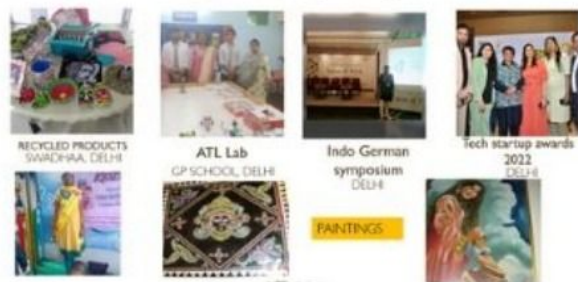 RECYCLED PRODUCTS
SWADHAA, DELHI
ATL Lab
GP SCHOOL, DELHI
Indo German
symposium
DELHI
Tech startup awards
2022
DELHI
PAINTINGS